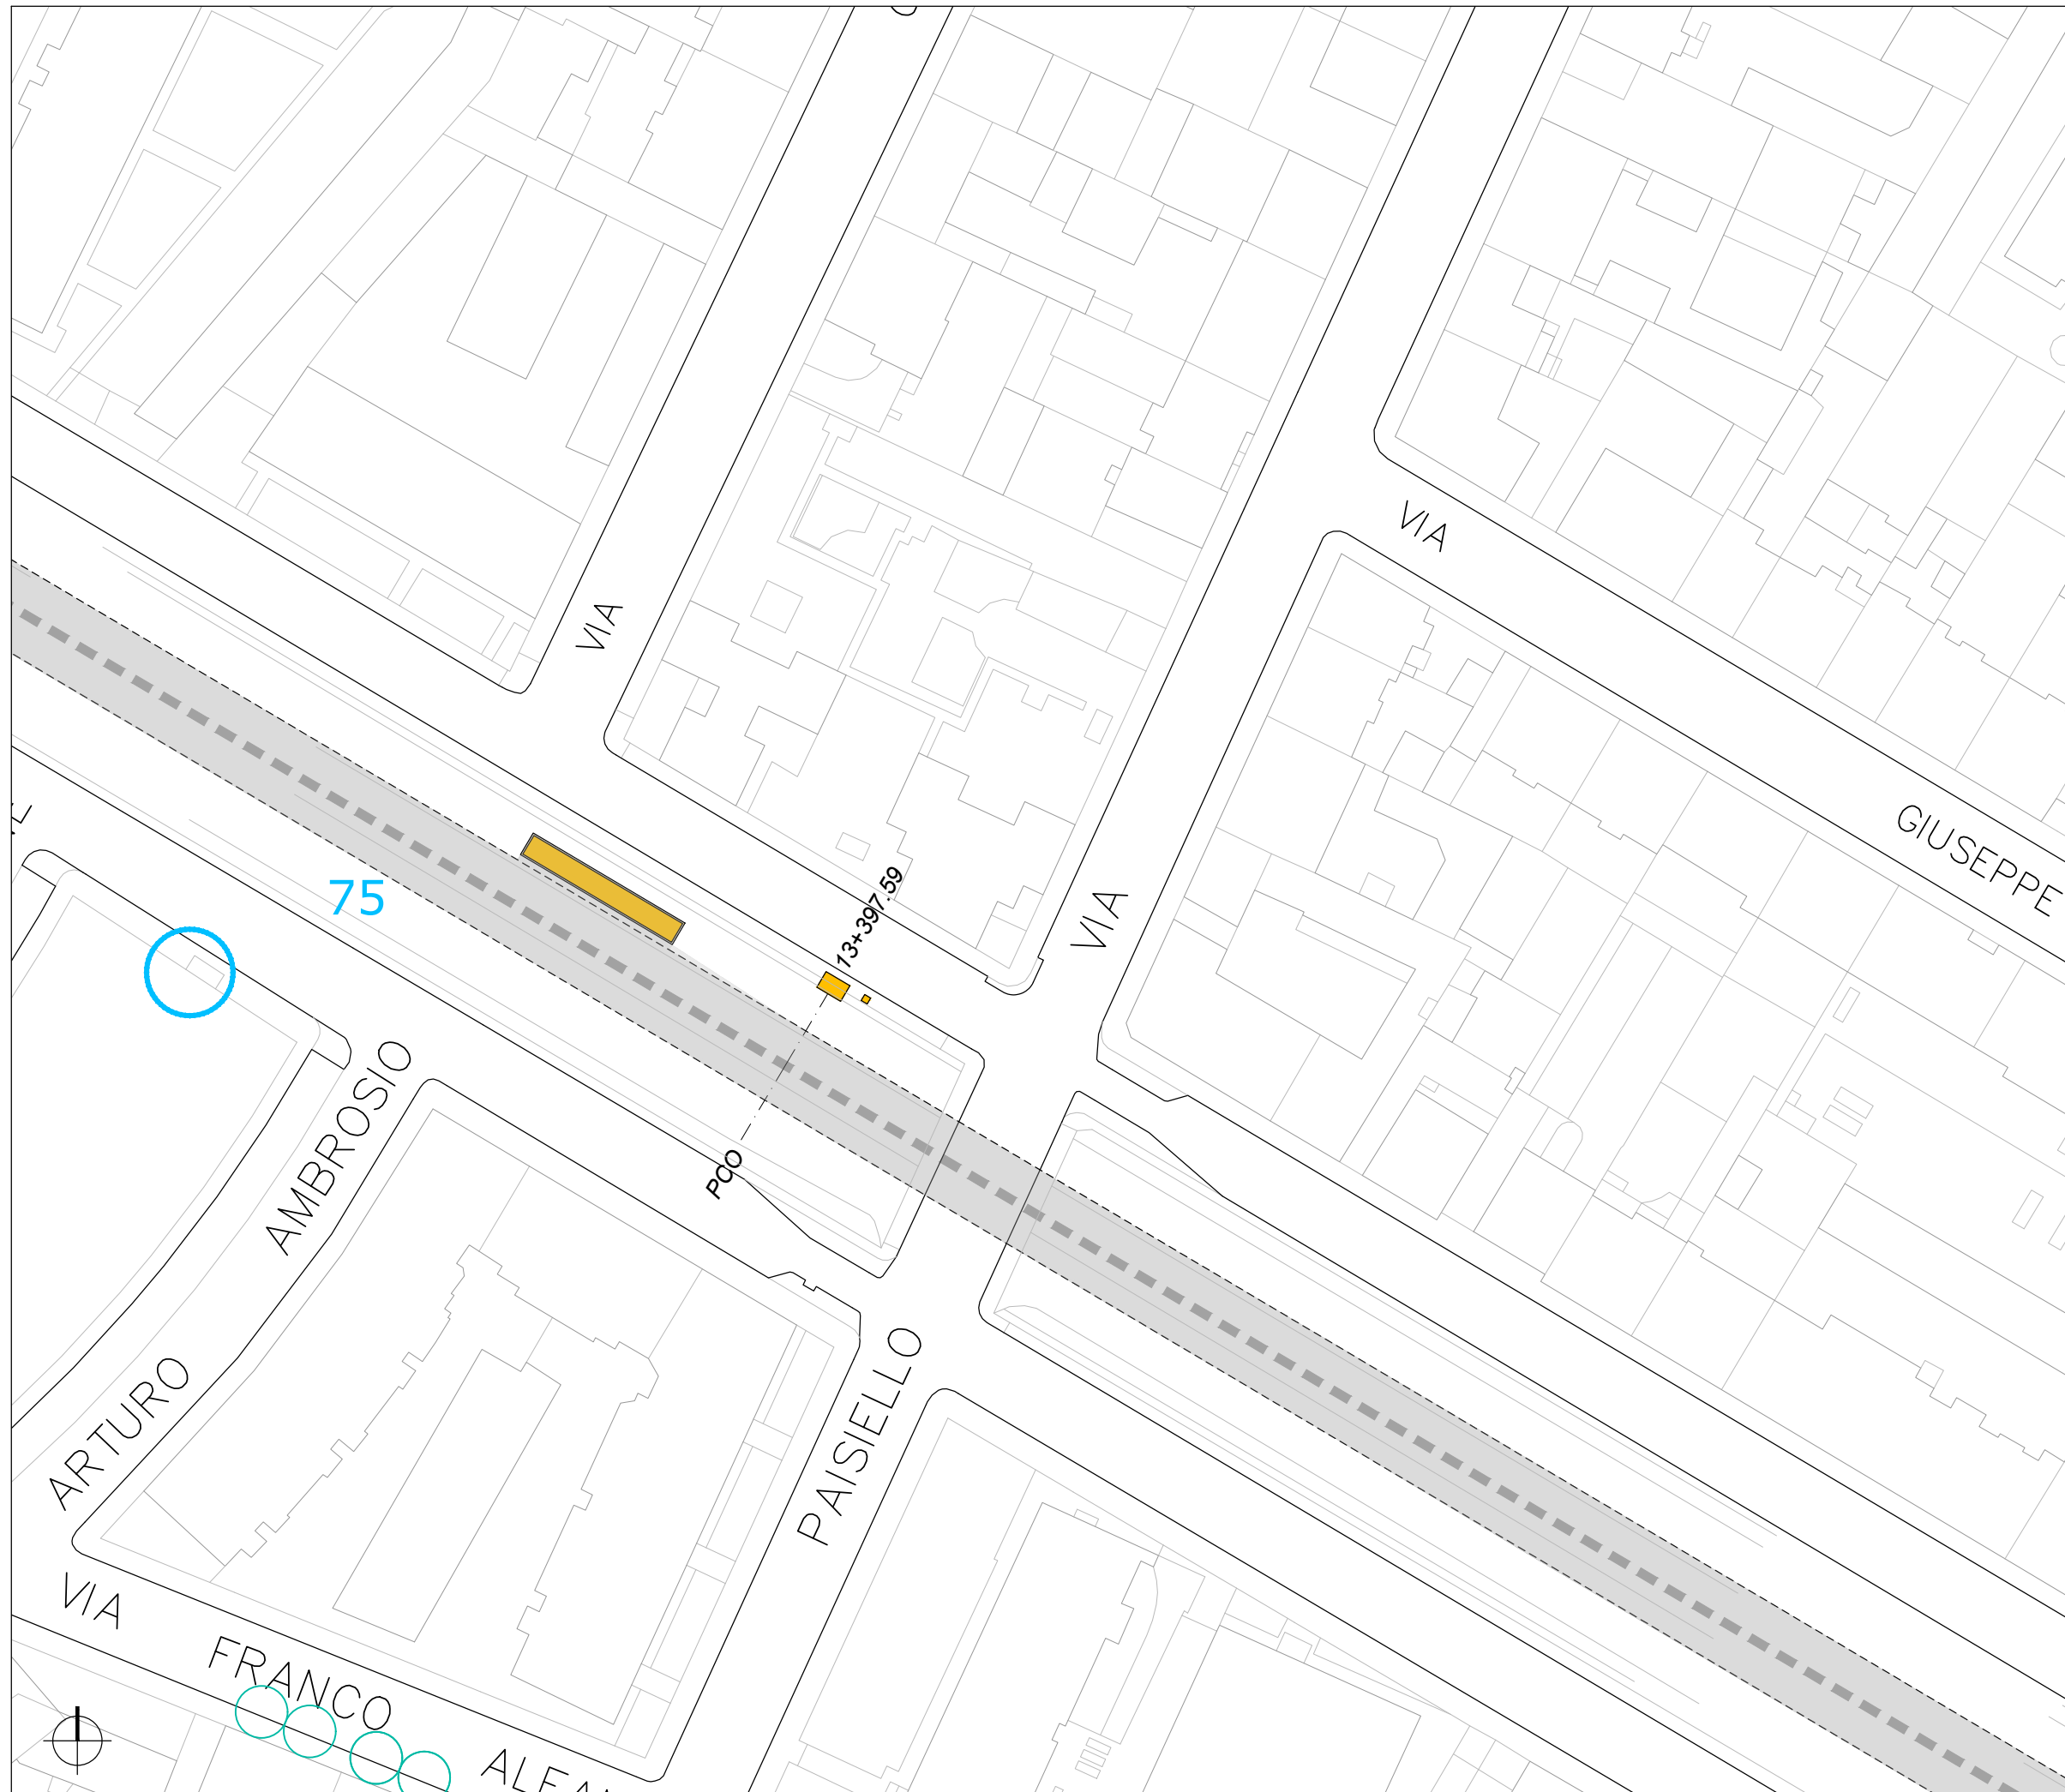 VIA
VIA
GIUSEPPE
75
13+397.59
VIA
AMBROSIO
PCO
ARTURO
PAISIELLO
VIA
FRANCO